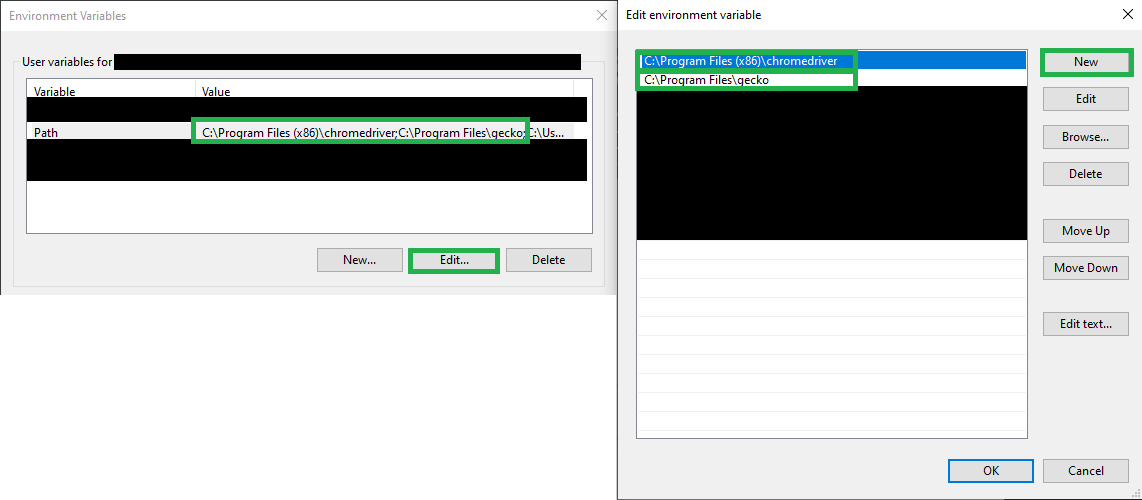 Environment Variables
User variables for
Variable Value
Path C:\Program Files (x86)\chromedriver;C:\Program Files\gecko;C:\Us...
New... Edit... Delete
Edit environment variable
C:\Program Files (x86)\chromedriver
C:\Program Files\gecko
New
Edit
Browse...
Delete
Move Up
Move Down
Edit text...
OK Cancel